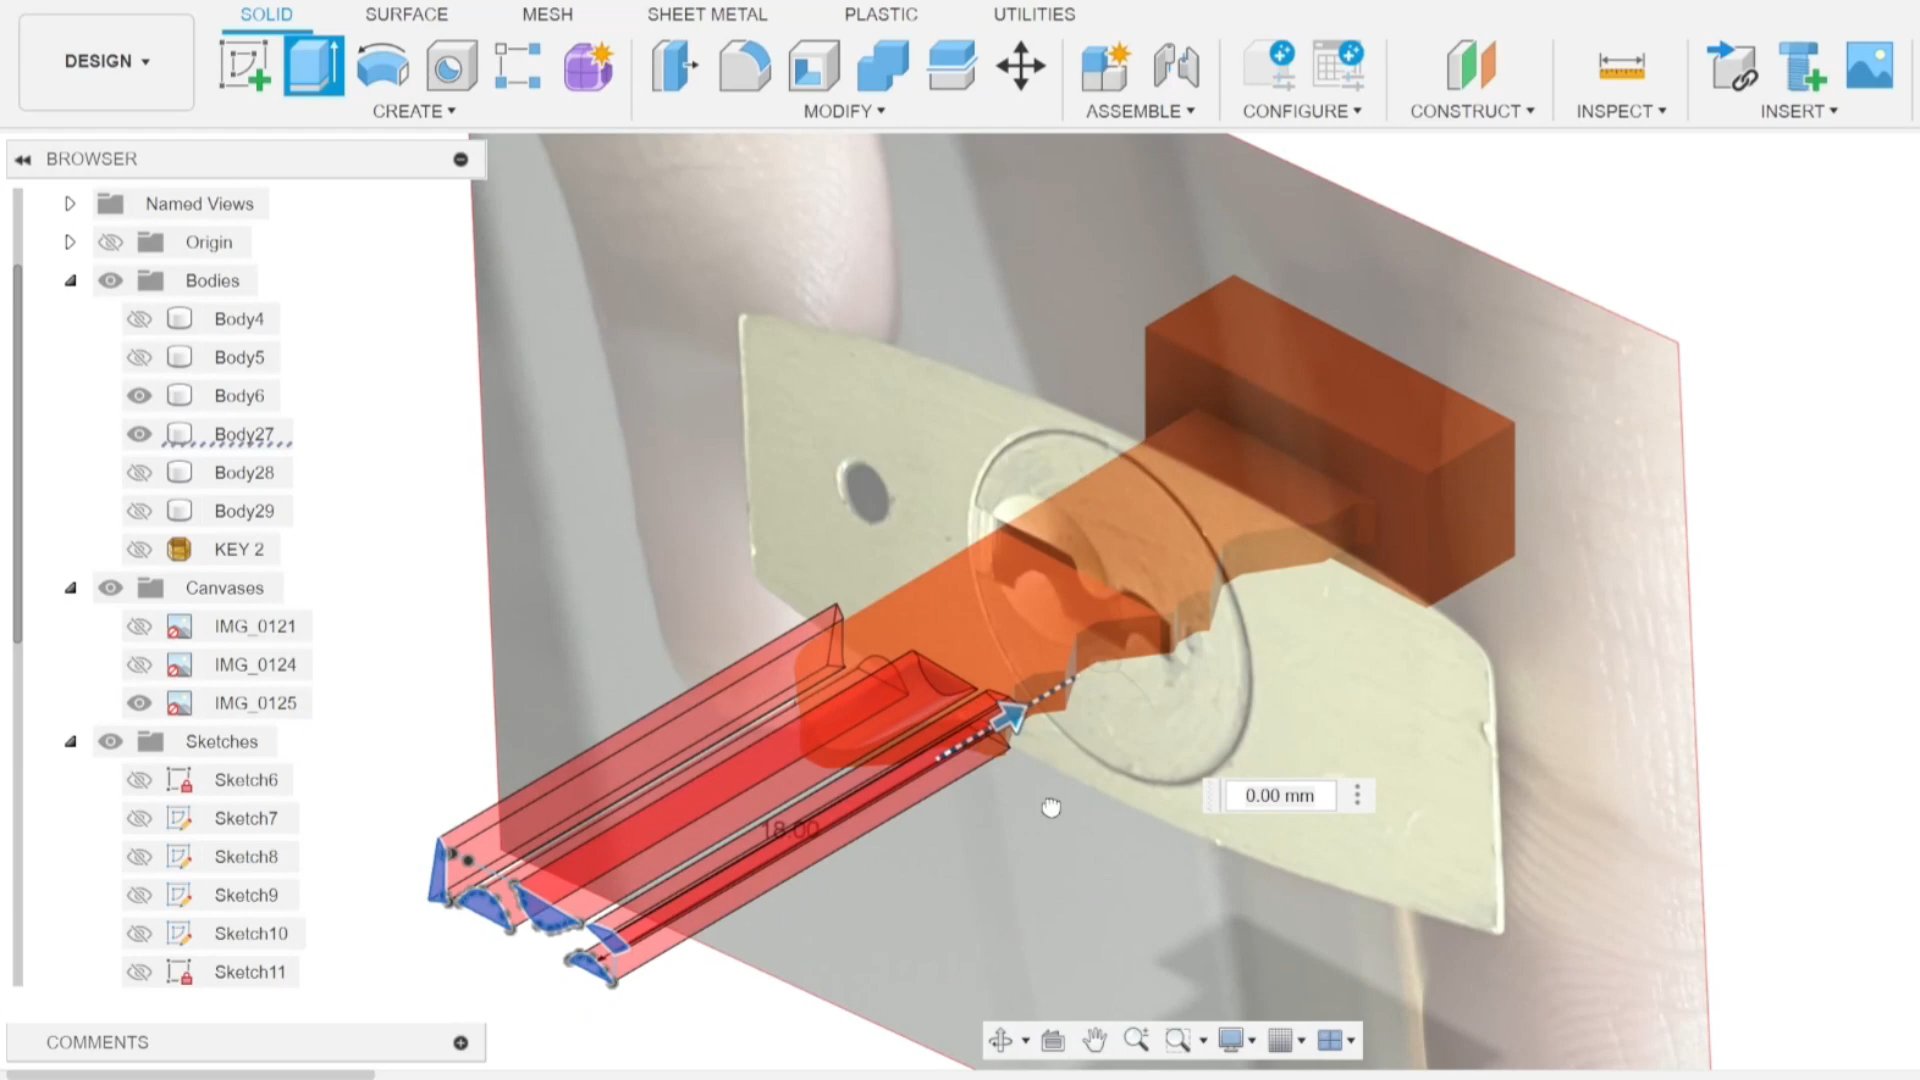 SOLID SURFACE MESH SHEET METAL PLASTIC UTILITIES
DESIGN
CREATE MODIFY ASSEMBLE CONFIGURE CONSTRUCT INSPECT INSERT
BROWSER
Named Views
Origin
Bodies
Body4
Body5
Body6
Body27
Body28
Body29
KEY 2
Canvases
IMG_0121
IMG_0124
IMG_0125
Sketches
Sketch6
Sketch7
Sketch8
Sketch9
Sketch10
Sketch11
0.00 mm
18.00
COMMENTS